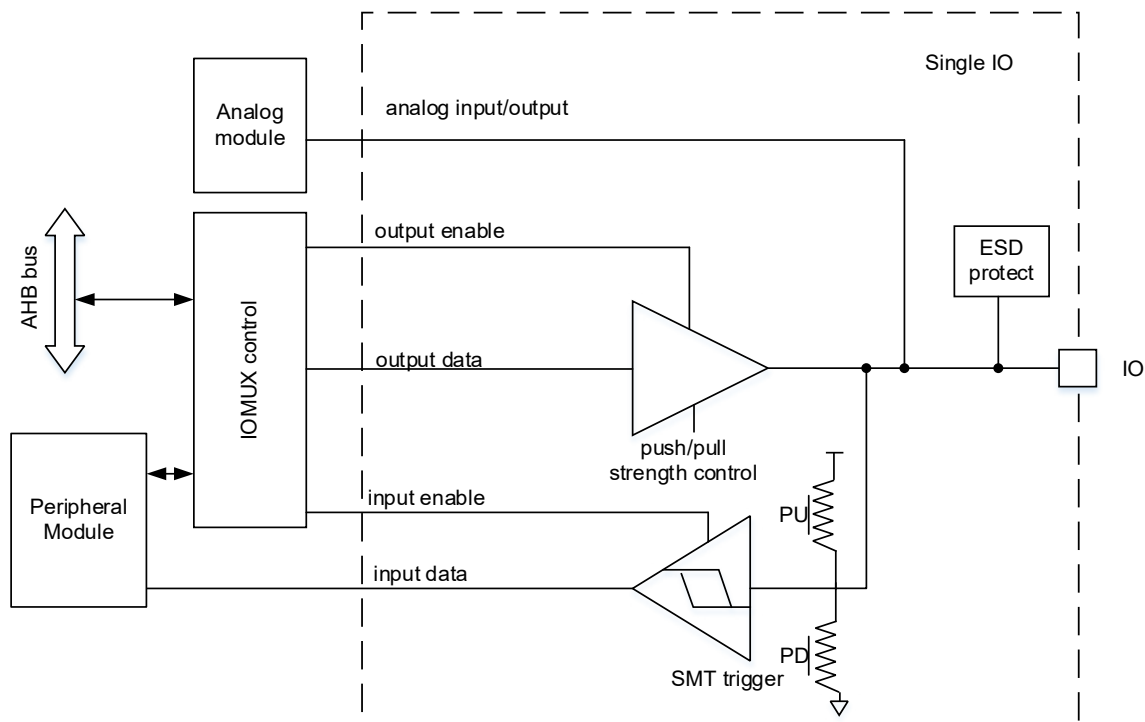 Single IO
Analog
module
analog input/output
output enable
ESD
protect
AHB bus
IOMUX control
output data
IO
push/pull
strength control
Peripheral
Module
input enable
PU
input data
PD
SMT trigger